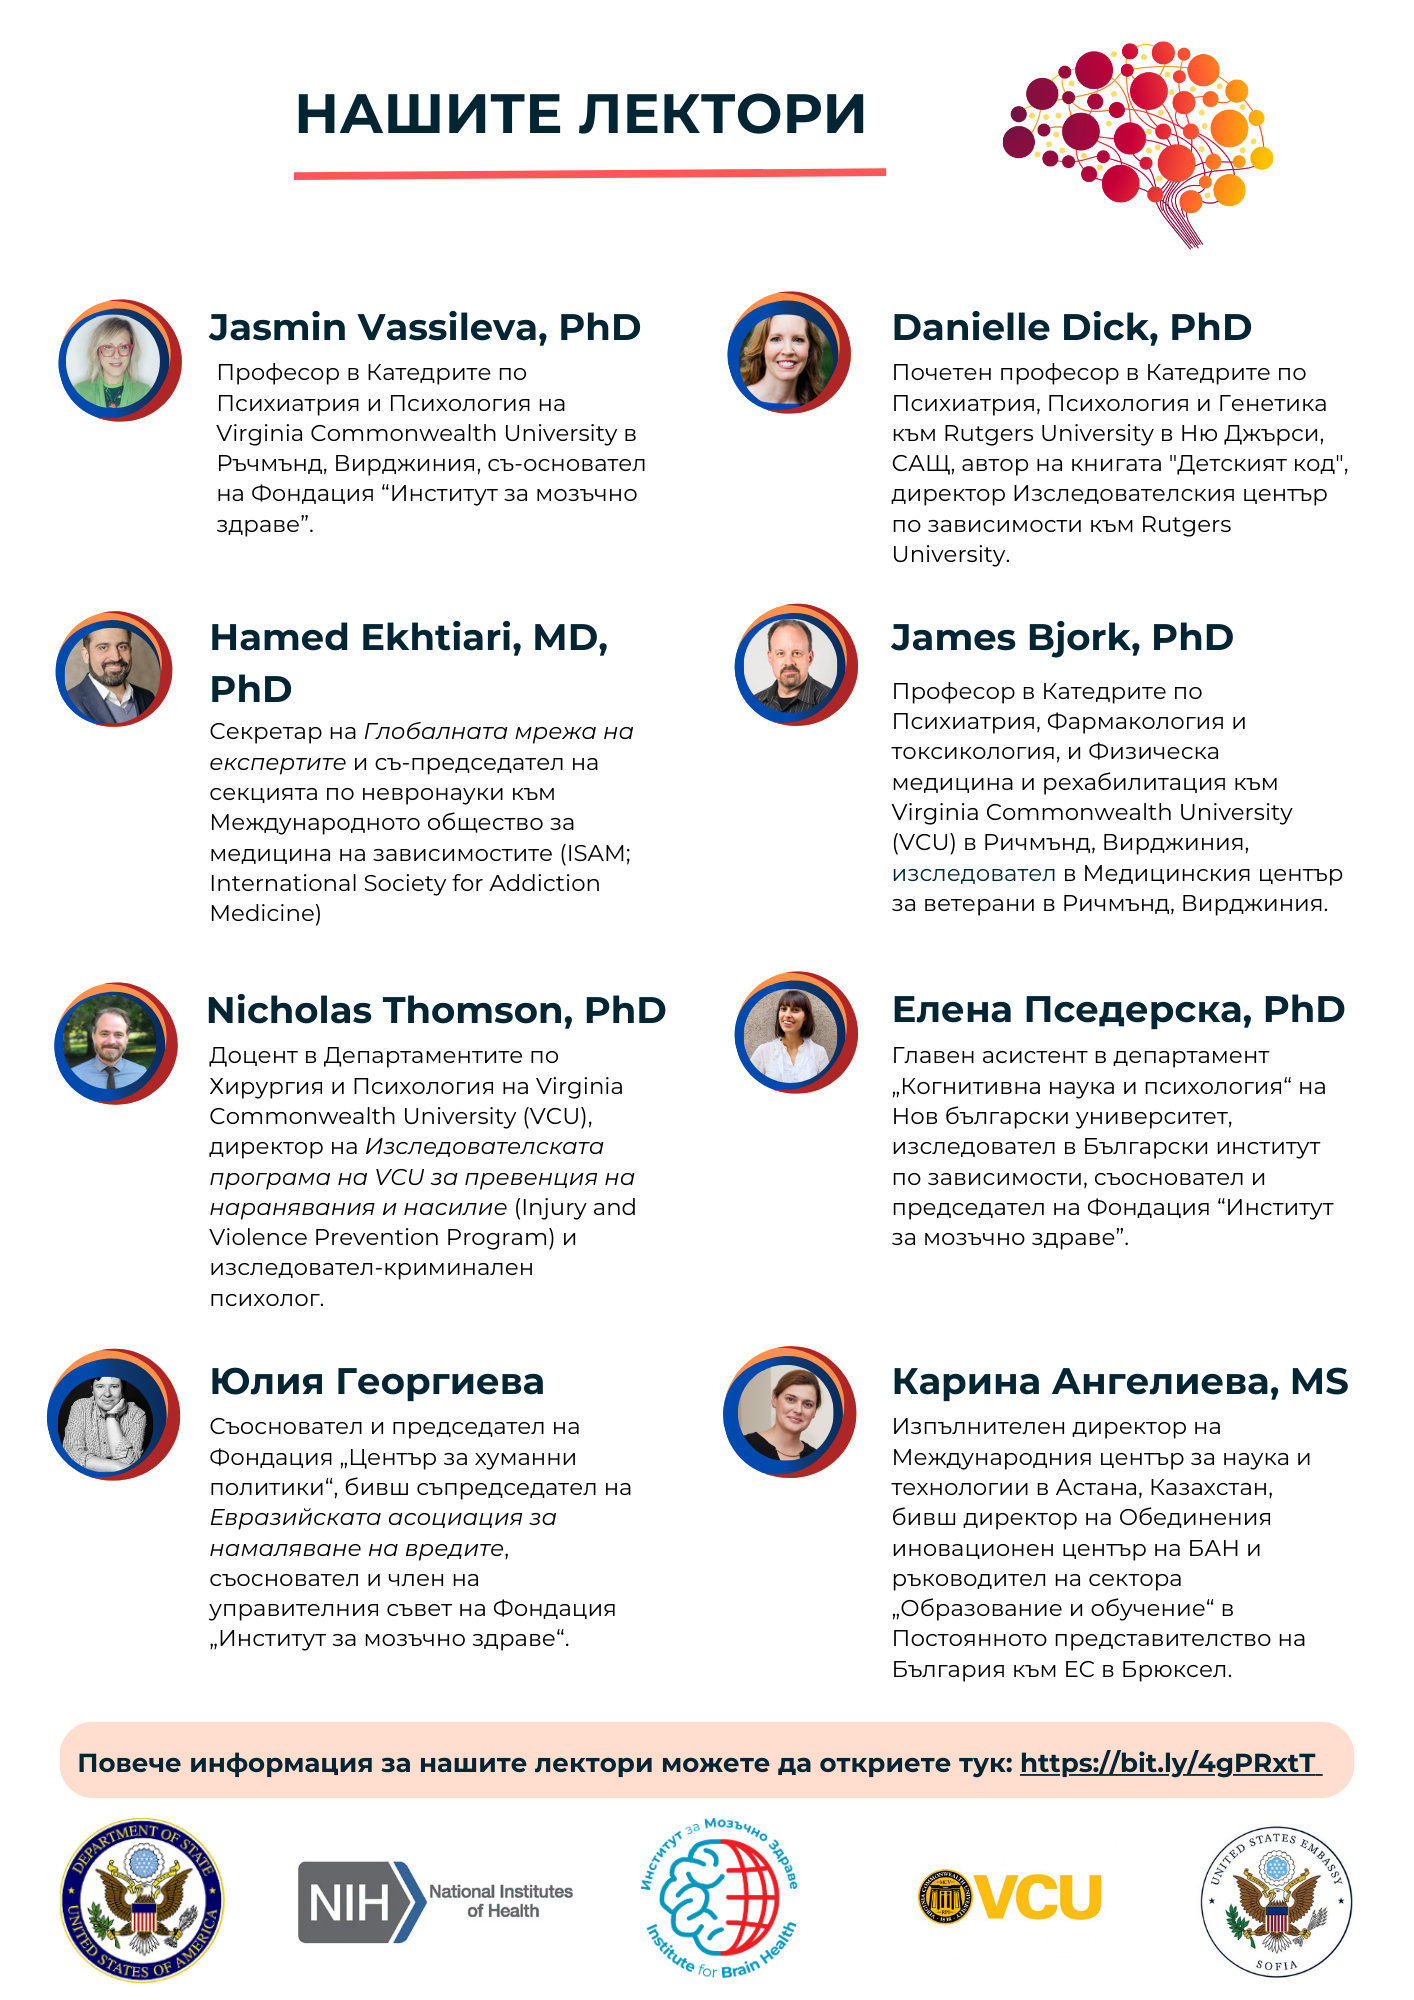 НАШИТЕ ЛЕКТОРИ
Jasmin Vassileva, PhD
Професор в Катедрите по
Психиатрия и Психология на
Virginia Commonwealth University в
Ръчмънд, Вирджиния, съ-основател
на Фондация “Институт за мозъчно
здраве”.
Danielle Dick, PhD
Почетен професор в Катедрите по
Психиатрия, Психология и Генетика
към Rutgers University в Ню Джърси,
САЩ, автор на книгата "Детският код",
директор Изследователския център
по зависимости към Rutgers
University.
Hamed Ekhtiari, MD,
PhD
Секретар на Глобалната мрежа на
експертите и съ-председател на
секцията по невронауки към
Международното общество за
медицина на зависимостите (ISAM;
International Society for Addiction
Medicine)
James Bjork, PhD
Професор в Катедрите по
Психиатрия, Фармакология и
токсикология, и Физическа
медицина и рехабилитация към
Virginia Commonwealth University
(VCU) в Ричмънд, Вирджиния,
изследовател в Медицинския център
за ветерани в Ричмънд, Вирджиния.
Nicholas Thomson, PhD
Доцент в Департаментите по
Хирургия и Психология на Virginia
Commonwealth University (VCU),
директор на Изследователската
програма на VCU за превенция на
наранявания и насилие (Injury and
Violence Prevention Program) и
изследовател-криминален
психолог.
Елена Пседерска, PhD
Главен асистент в департамент
„Когнитивна наука и психология“ на
Нов български университет,
изследовател в Български институт
по зависимости, съосновател и
председател на Фондация “Институт
за мозъчно здраве”.
Юлия Георгиева
Съосновател и председател на
Фондация „Център за хуманни
политики“, бивш съпредседател на
Евразийската асоциация за
намаляване на вредите,
съосновател и член на
управителния съвет на Фондация
„Институт за мозъчно здраве“.
Карина Ангелиева, MS
Изпълнителен директор на
Международния център за наука и
технологии в Астана, Казахстан,
бивш директор на Обединения
иновационен център на БАН и
ръководител на сектора
„Образование и обучение“ в
Постоянното представителство на
България към ЕС в Брюксел.
Повече информация за нашите лектори можете да откриете тук: https://bit.ly/4gPRxtT
DEPARTMENT OF STATE
UNITED STATES OF AMERICA
NIH
National Institutes
of Health
Институт за Мозъчно Здраве
Institute for Brain Health
VCU
UNITED STATES EMBASSY
SOFIA